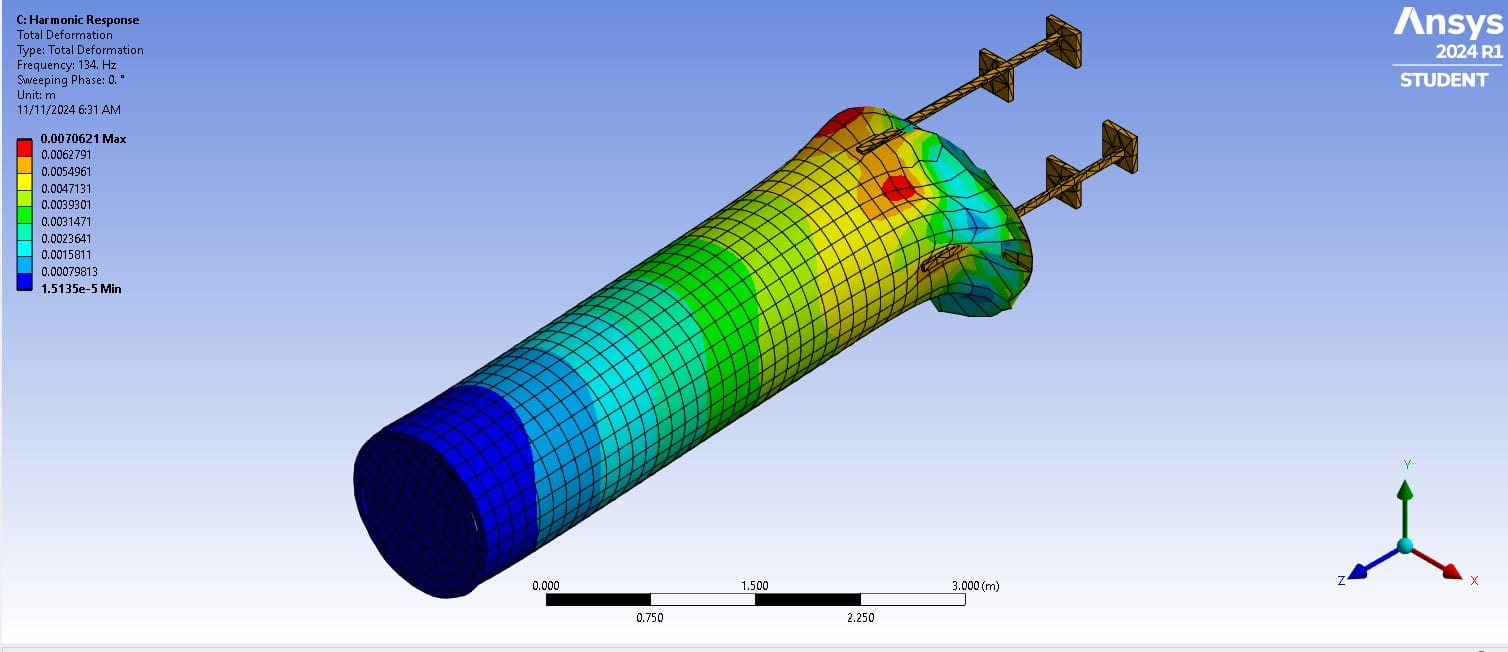 C: Harmonic Response
Total Deformation
Type: Total Deformation
Frequency: 134. Hz
Sweeping Phase: 0. °
Unit: m
11/11/2024 6:31 AM
0.0070621 Max
0.0062791
0.0054961
0.0047131
0.0039301
0.0031471
0.0023641
0.0015811
0.00079813
1.5135e-5 Min
Ansys
2024 R1
STUDENT
Y
Z
X
0.000 1.500 3.000 (m)
0.750 2.250